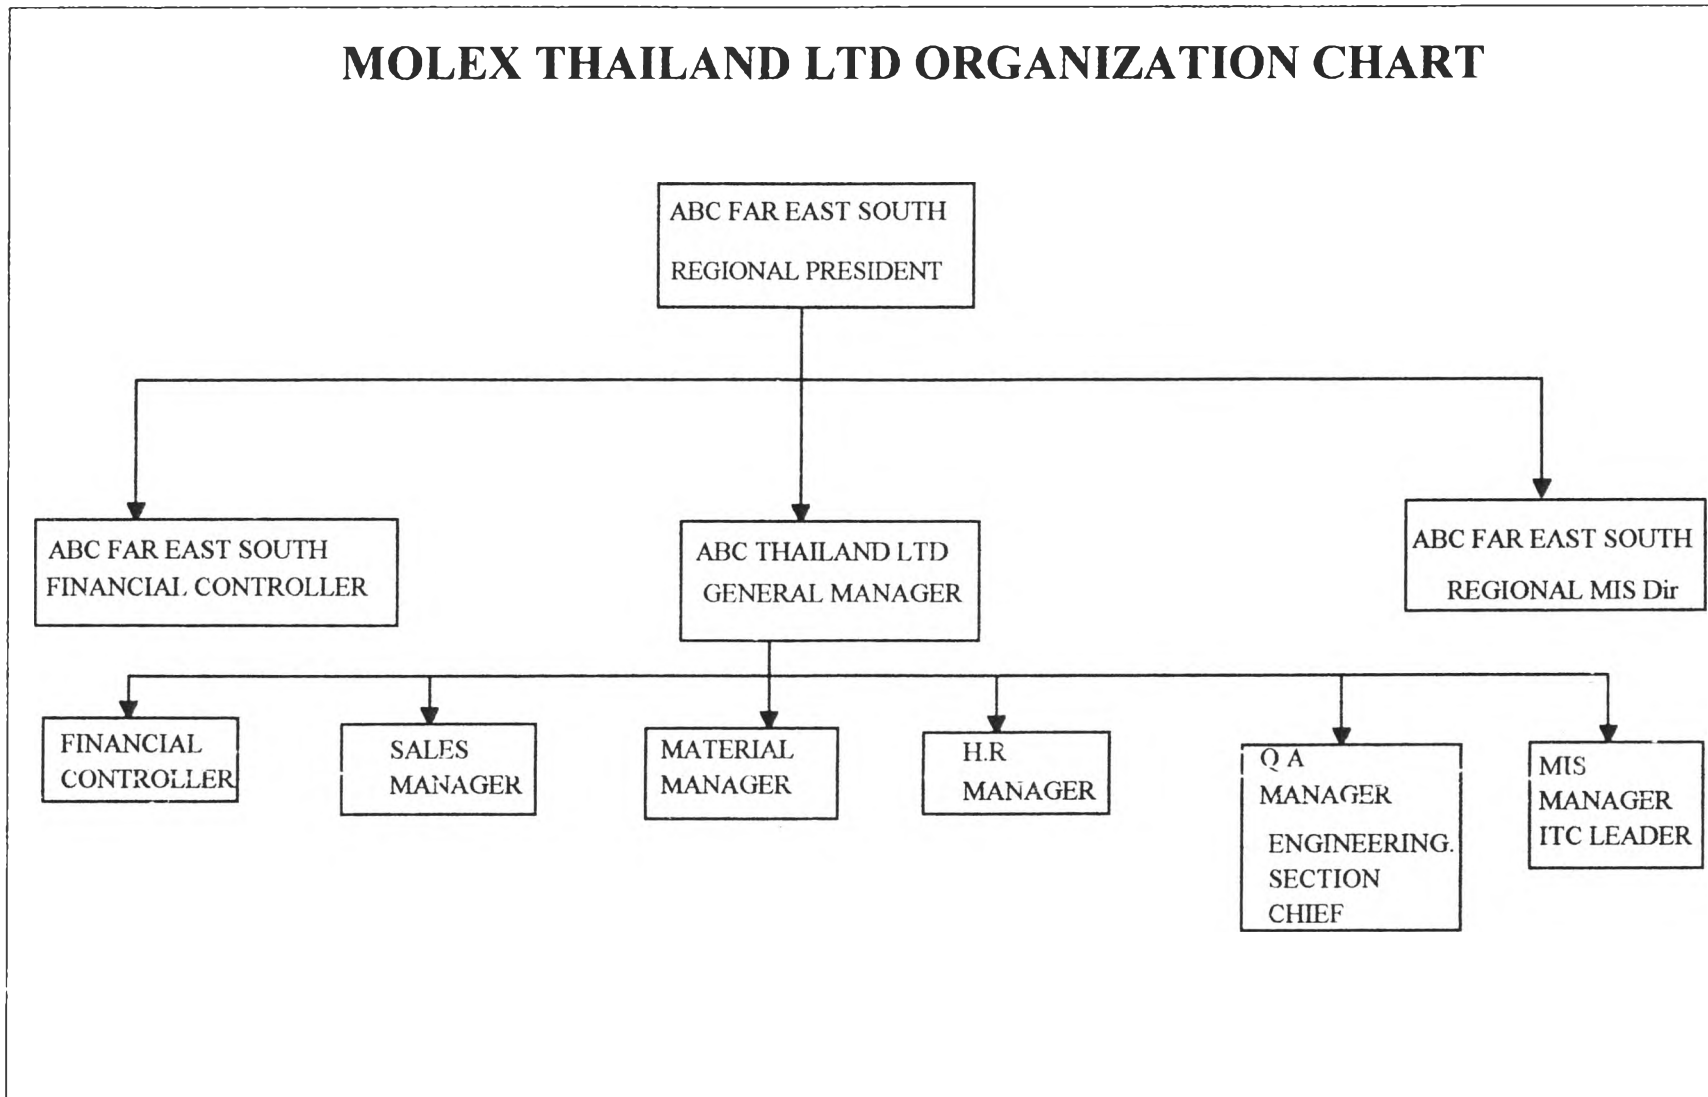 MOLEX THAILAND LTD ORGANIZATION CHART
ABC FAR EAST SOUTH
REGIONAL PRESIDENT
ABC FAR EAST SOUTH
FINANCIAL CONTROLLER
ABC THAILAND LTD
GENERAL MANAGER
ABC FAR EAST SOUTH
REGIONAL MIS Dir
FINANCIAL
CONTROLLER
SALES
MANAGER
MATERIAL
MANAGER
H.R
MANAGER
Q A
MANAGER
ENGINEERING.
SECTION
CHIEF
MIS
MANAGER
ITC LEADER